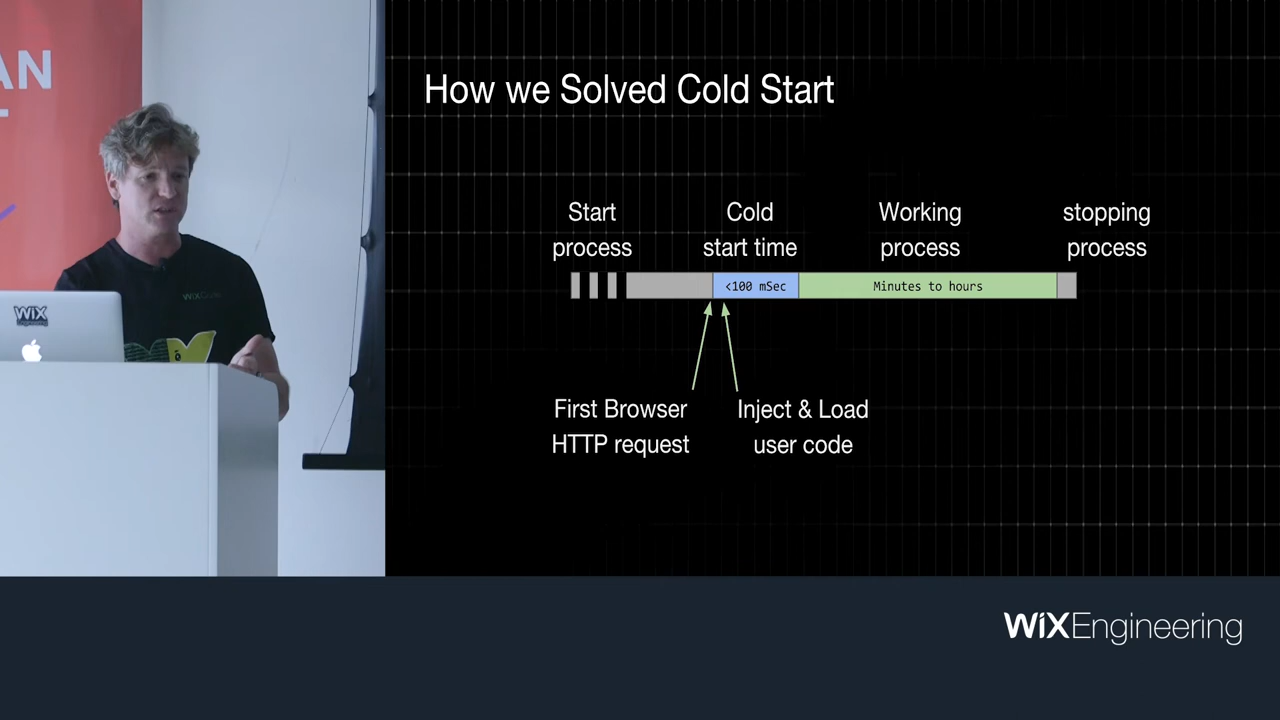 AN
WiX
Engineering
WiX
How we Solved Cold Start
Start
process
Cold
start time
Working
process
stopping
process
<100 mSec
Minutes to hours
First Browser
HTTP request
Inject & Load
user code
WiXEngineering